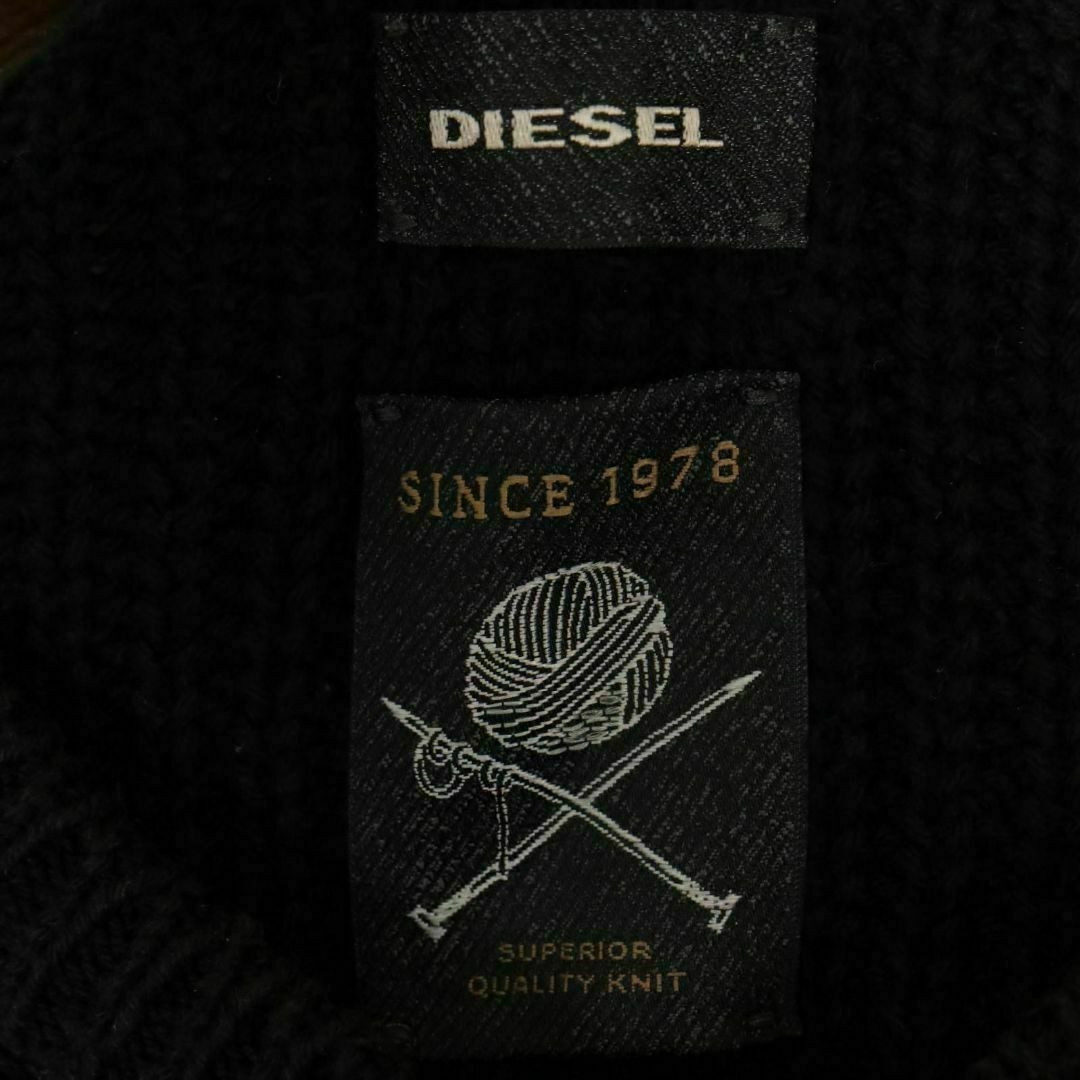 DIESEL
SINCE 1978
SUPERIOR
QUALITY KNIT